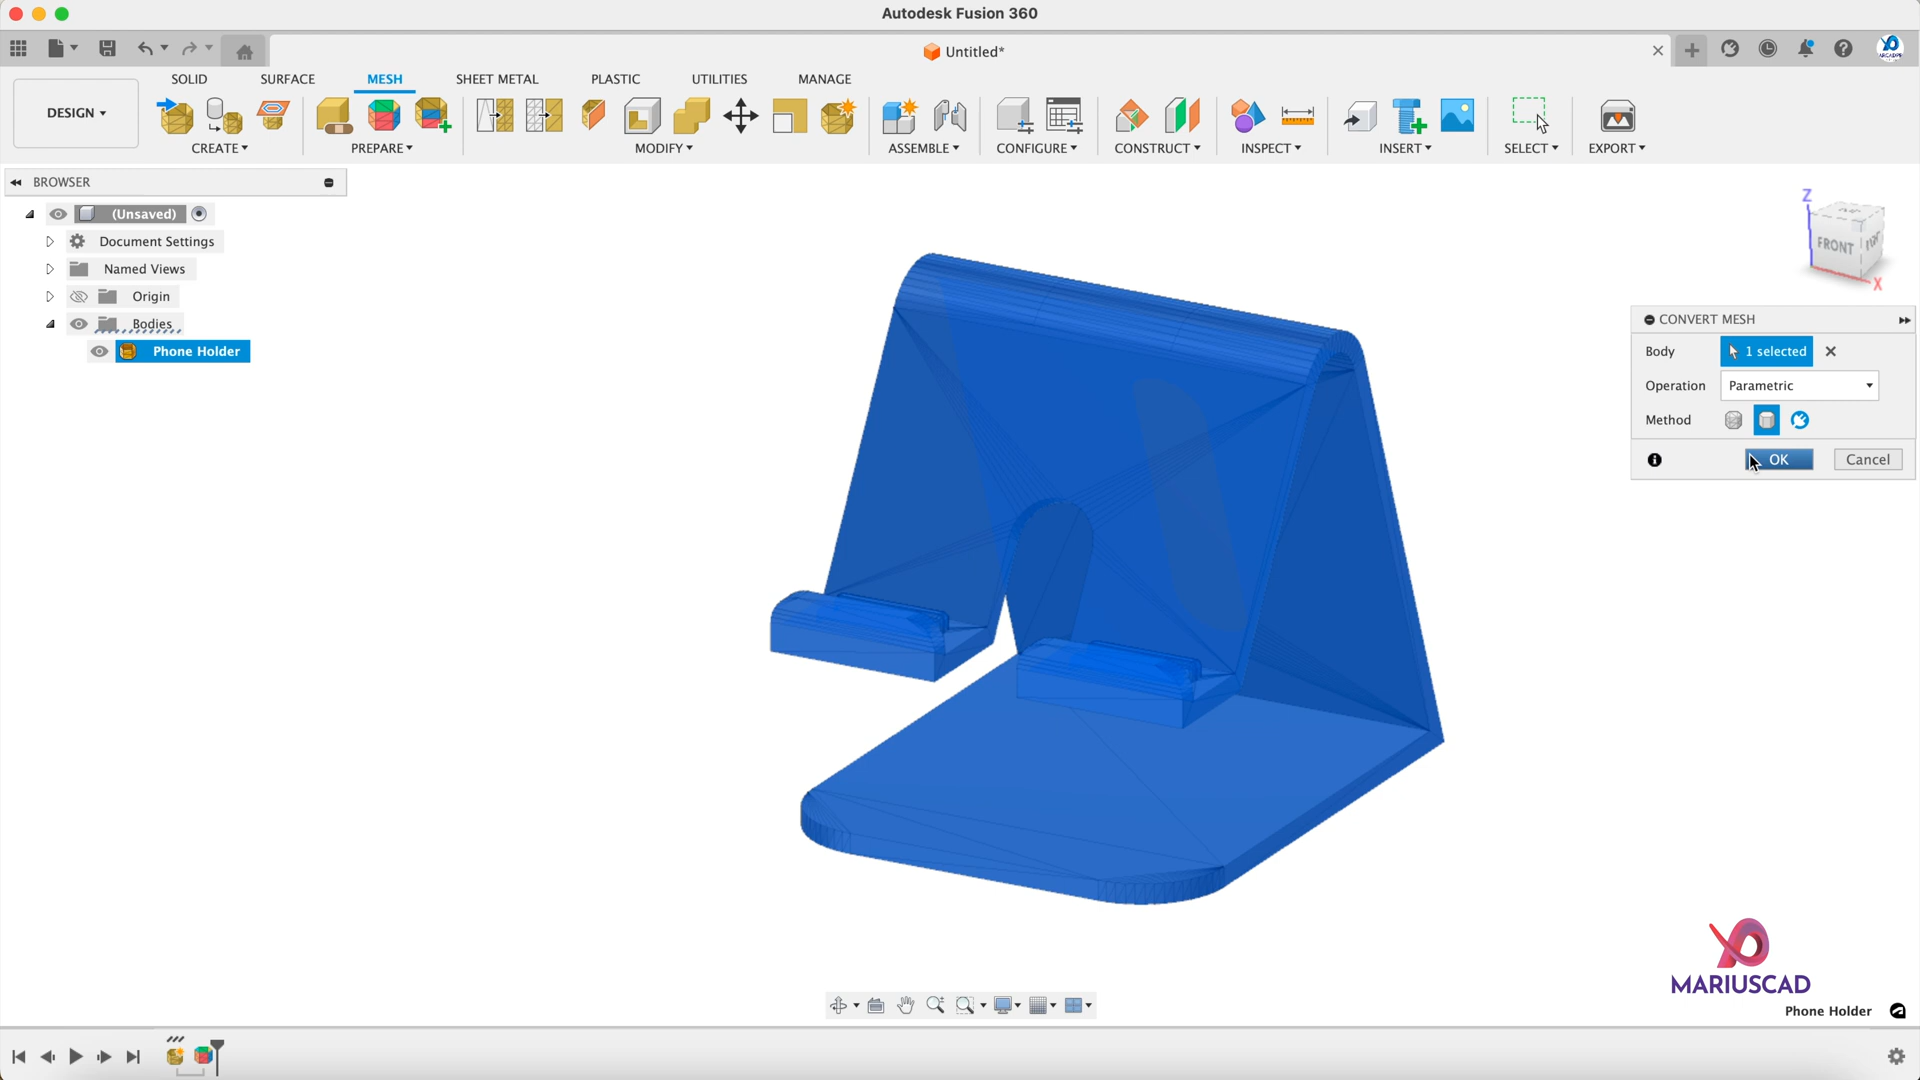 Autodesk Fusion 360
Untitled*
SOLID SURFACE MESH SHEET METAL PLASTIC UTILITIES MANAGE
DESIGN
CREATE PREPARE MODIFY ASSEMBLE CONFIGURE CONSTRUCT INSPECT INSERT SELECT EXPORT
BROWSER
(Unsaved)
Document Settings
Named Views
Origin
Bodies
Phone Holder
Z
FRONT
X
CONVERT MESH
Body 1 selected
Operation Parametric
Method
OK Cancel
MARIUSCAD
Phone Holder